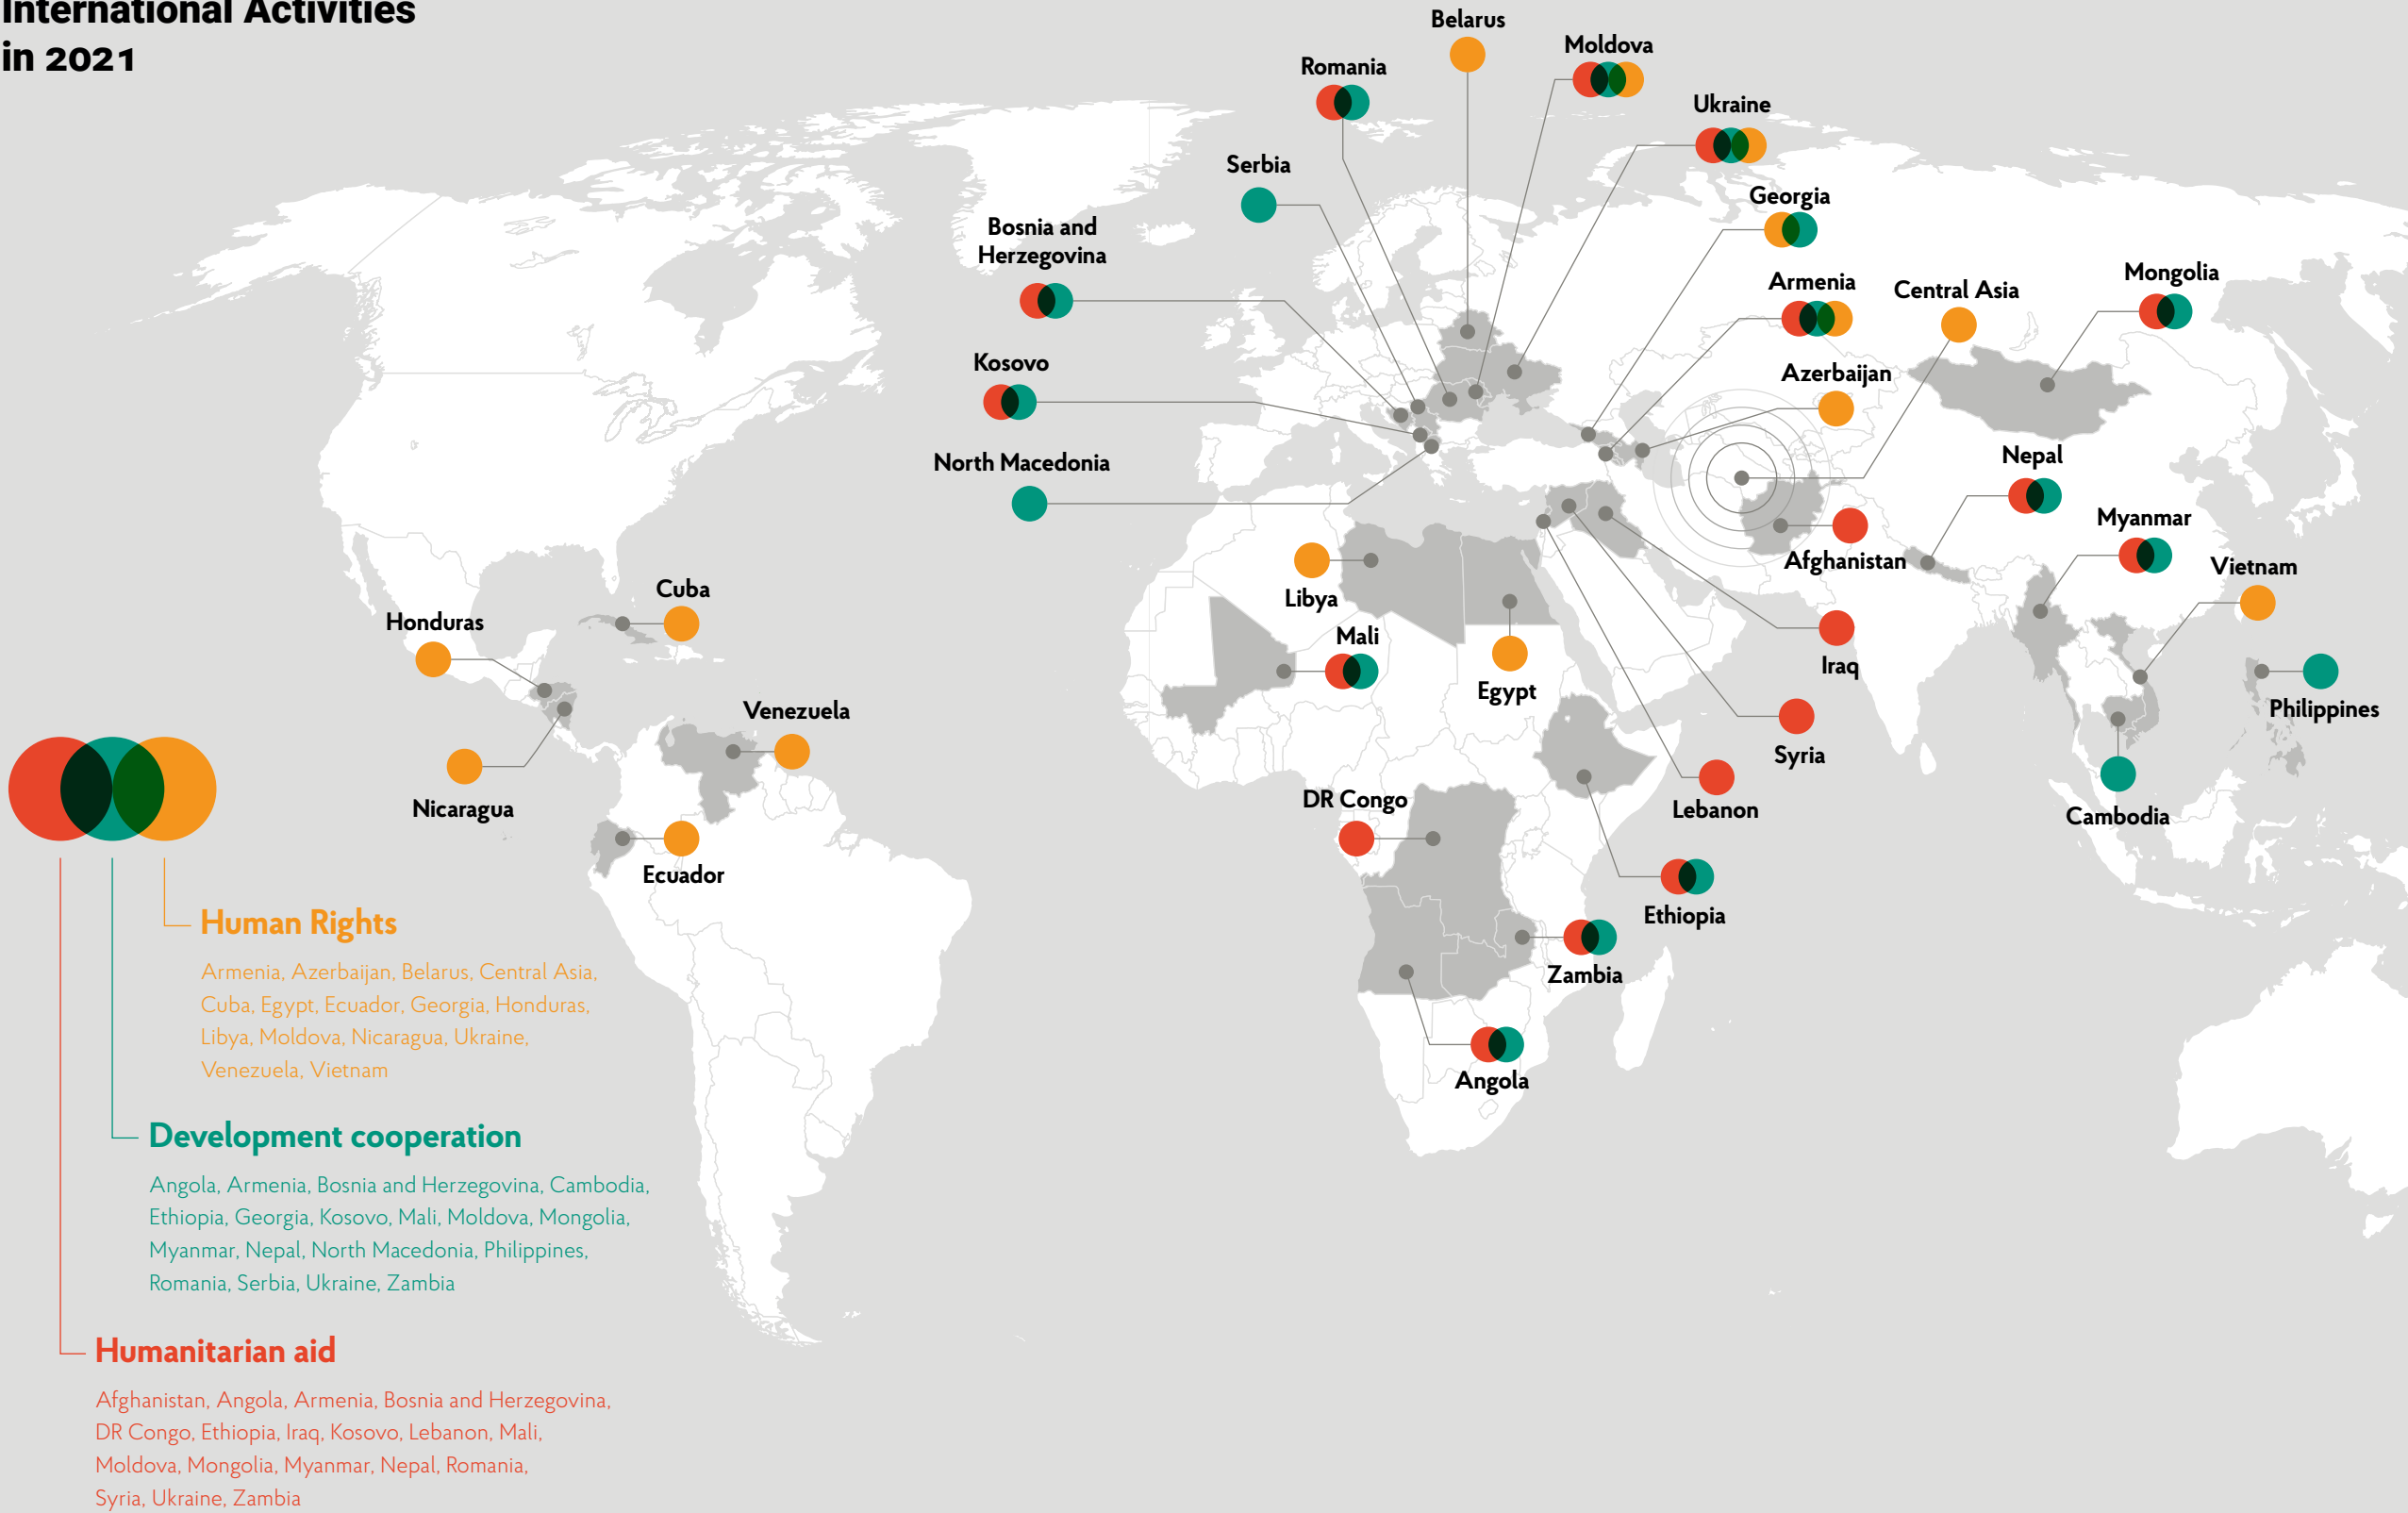 International Activities
in 2021
Belarus
Moldova
Romania
Ukraine
Serbia
Georgia
Bosnia and
Herzegovina
Armenia
Central Asia
Mongolia
Kosovo
Azerbaijan
North Macedonia
Nepal
Myanmar
Afghanistan
Vietnam
Cuba
Libya
Honduras
Mali
Iraq
Egypt
Philippines
Venezuela
Syria
Nicaragua
DR Congo
Lebanon
Cambodia
Ecuador
Ethiopia
Zambia
Angola
Human Rights
Armenia, Azerbaijan, Belarus, Central Asia,
Cuba, Egypt, Ecuador, Georgia, Honduras,
Libya, Moldova, Nicaragua, Ukraine,
Venezuela, Vietnam
Development cooperation
Angola, Armenia, Bosnia and Herzegovina, Cambodia,
Ethiopia, Georgia, Kosovo, Mali, Moldova, Mongolia,
Myanmar, Nepal, North Macedonia, Philippines,
Romania, Serbia, Ukraine, Zambia
Humanitarian aid
Afghanistan, Angola, Armenia, Bosnia and Herzegovina,
DR Congo, Ethiopia, Iraq, Kosovo, Lebanon, Mali,
Moldova, Mongolia, Myanmar, Nepal, Romania,
Syria, Ukraine, Zambia